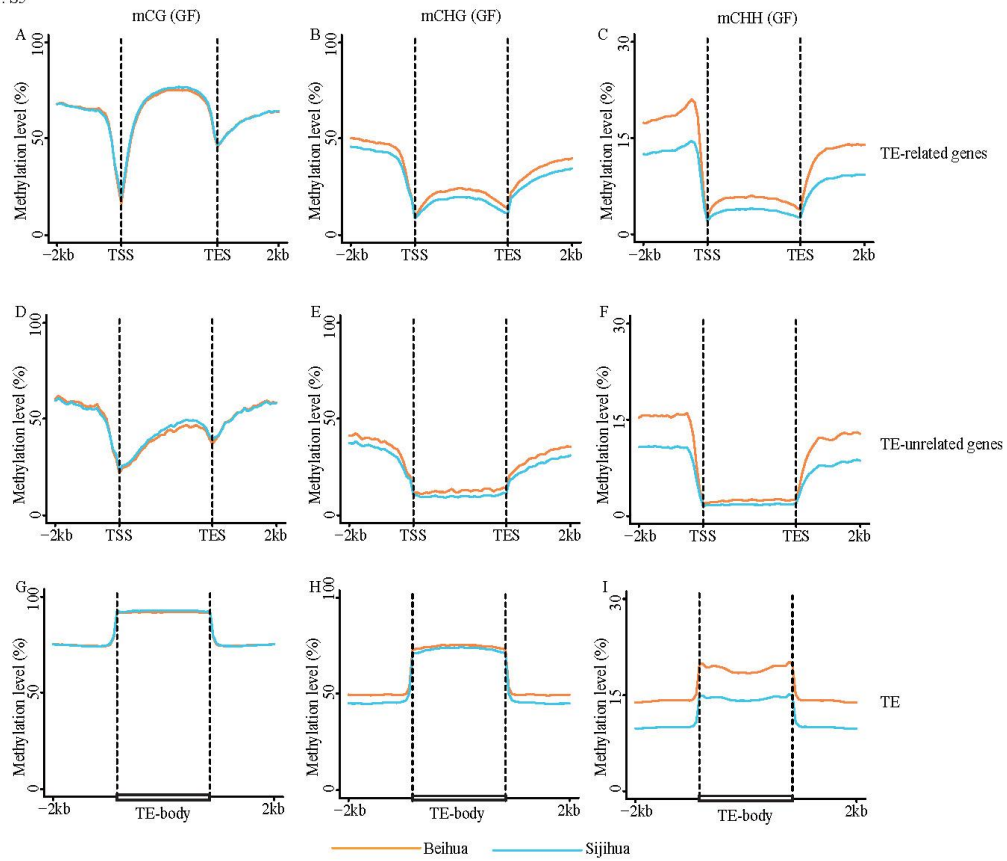 mCG (GF)
mCHG (GF)
mCHH (GF)
A
Methylation level (%)
100
50
0
−2kb
TSS
TES
2kb
B
Methylation level (%)
100
50
0
−2kb
TSS
TES
2kb
C
Methylation level (%)
30
15
0
−2kb
TSS
TES
2kb
TE-related genes
D
Methylation level (%)
100
50
0
−2kb
TSS
TES
2kb
E
Methylation level (%)
100
50
0
−2kb
TSS
TES
2kb
F
Methylation level (%)
30
15
0
−2kb
TSS
TES
2kb
TE-unrelated genes
G
Methylation level (%)
100
50
0
−2kb
TE-body
2kb
H
Methylation level (%)
100
50
0
−2kb
TE-body
2kb
I
Methylation level (%)
30
15
0
−2kb
TE-body
2kb
TE
Beihua
Sijihua